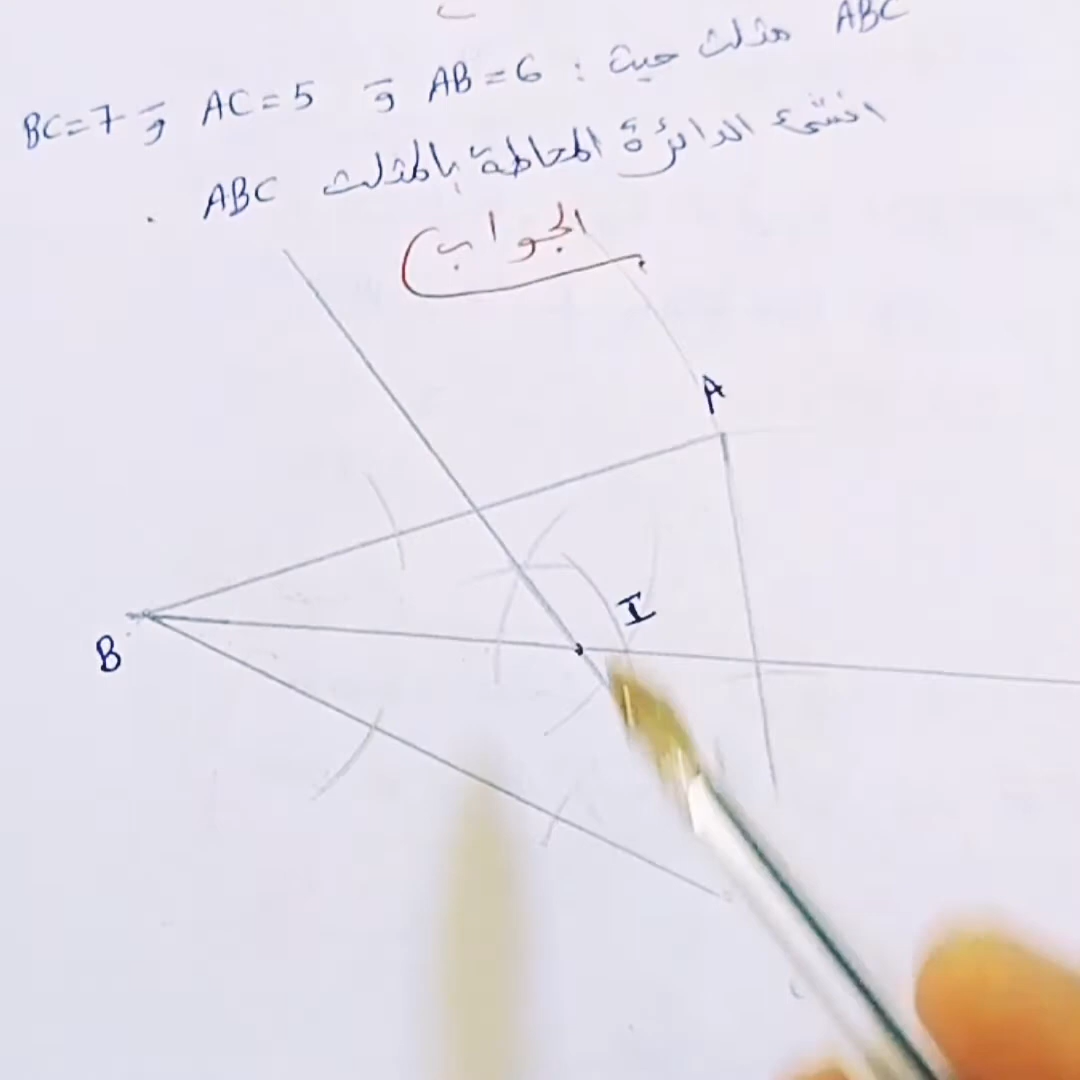 ABC مثلث حيث : AB=6 و AC=5 و BC=7
انشئ الدائرة المحاطة بالمثلث ABC .
الجواب
A
I
B